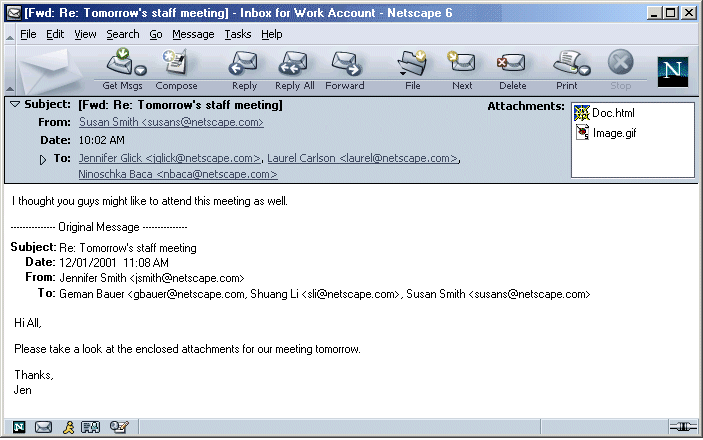 [Fwd: Re: Tomorrow's staff meeting] - Inbox for Work Account - Netscape 6
File Edit View Search Go Message Tasks Help
Get Msgs Compose Reply Reply All Forward File Next Delete Print Stop
N
Subject: [Fwd: Re: Tomorrow's staff meeting]
From: Susan Smith <susans@netscape.com>
Date: 10:02 AM
To: Jennifer Glick <jglick@netscape.com>, Laurel Carlson <laurel@netscape.com>,
Ninoschka Baca <nbaca@netscape.com>
Attachments:
Doc.html
Image.gif
I thought you guys might like to attend this meeting as well.
--------------- Original Message ---------------
Subject: Re: Tomorrow's staff meeting
Date: 12/01/2001 11:08 AM
From: Jennifer Smith <jsmith@netscape.com>
To: Geman Bauer <gbauer@netscape.com, Shuang Li <sli@netscape.com>, Susan Smith <susans@netscape.com>
Hi All,
Please take a look at the enclosed attachments for our meeting tomorrow.
Thanks,
Jen
N